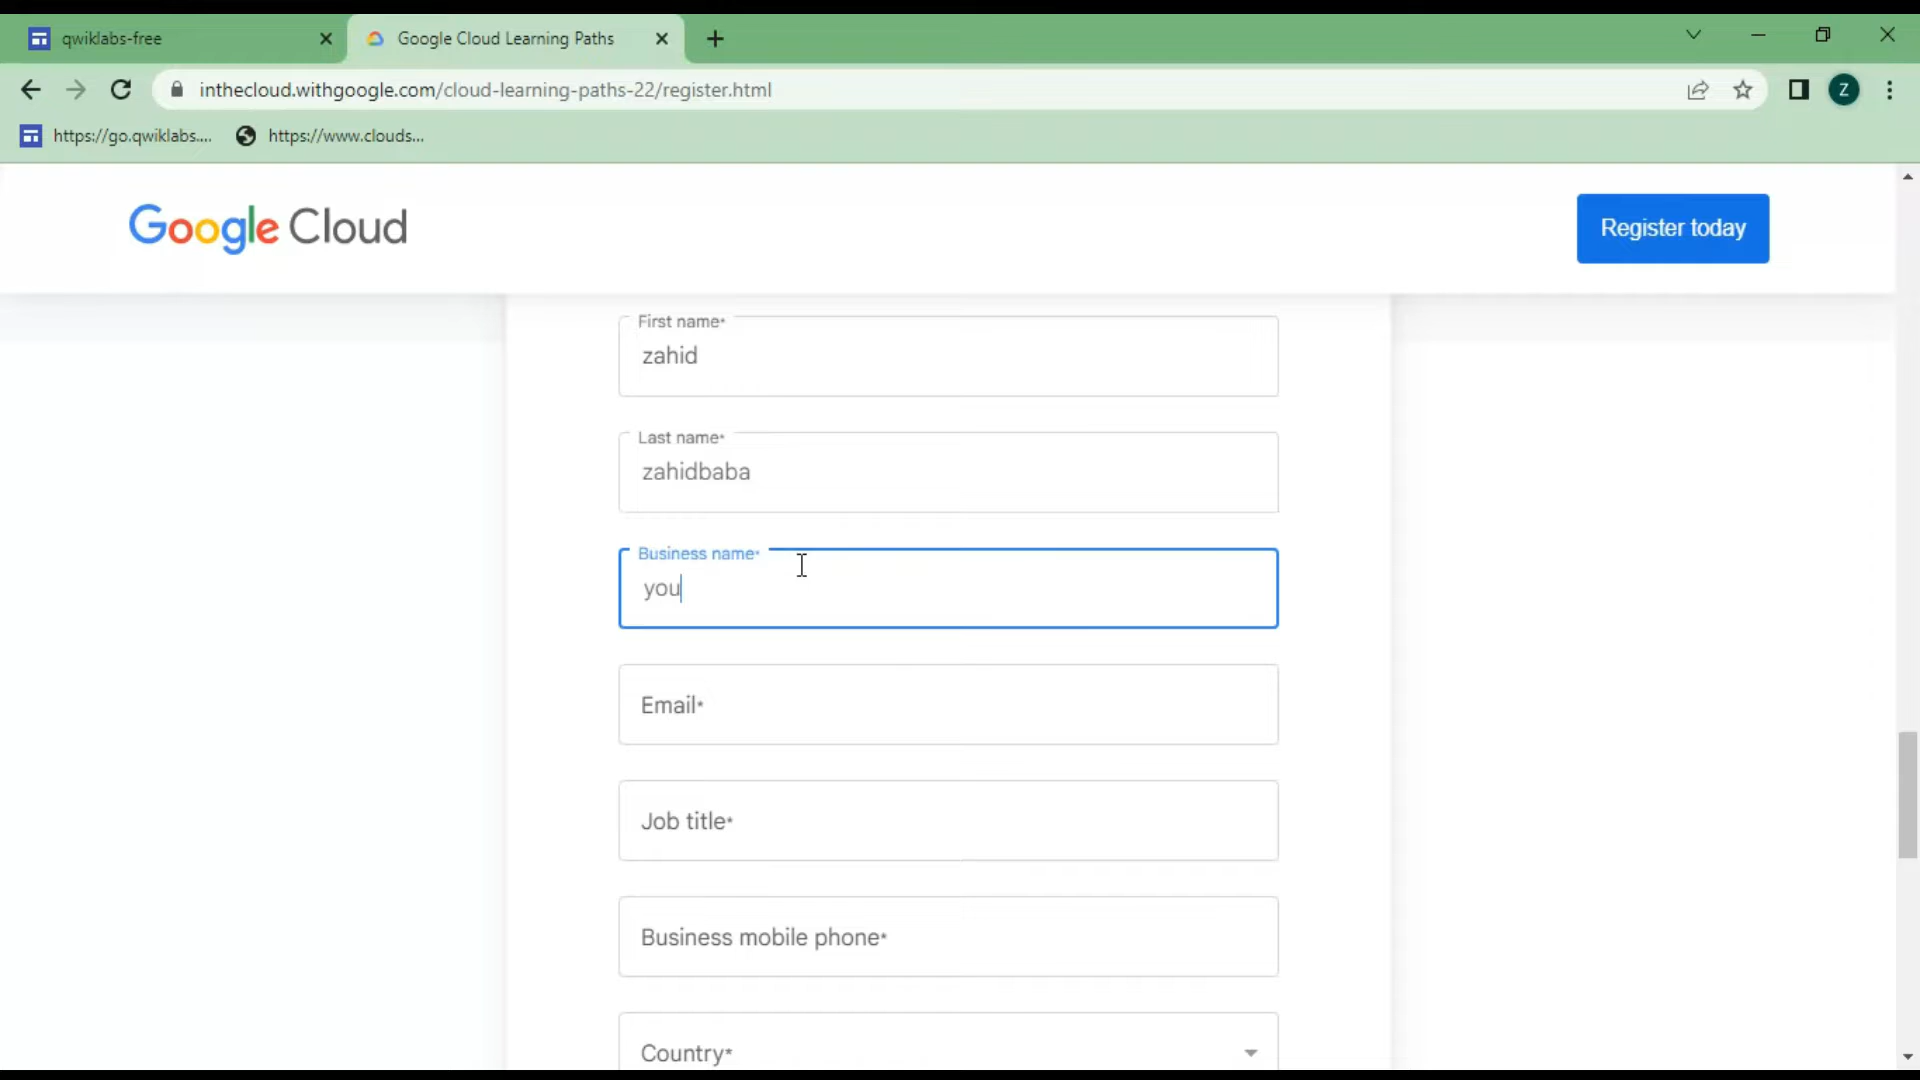 qwiklabs-free
Google Cloud Learning Paths
inthecloud.withgoogle.com/cloud-learning-paths-22/register.html
Z
https://go.qwiklabs....
https://www.clouds...
Google Cloud
Register today
First name*
zahid
Last name*
zahidbaba
Business name*
you
Email*
Job title*
Business mobile phone*
Country*